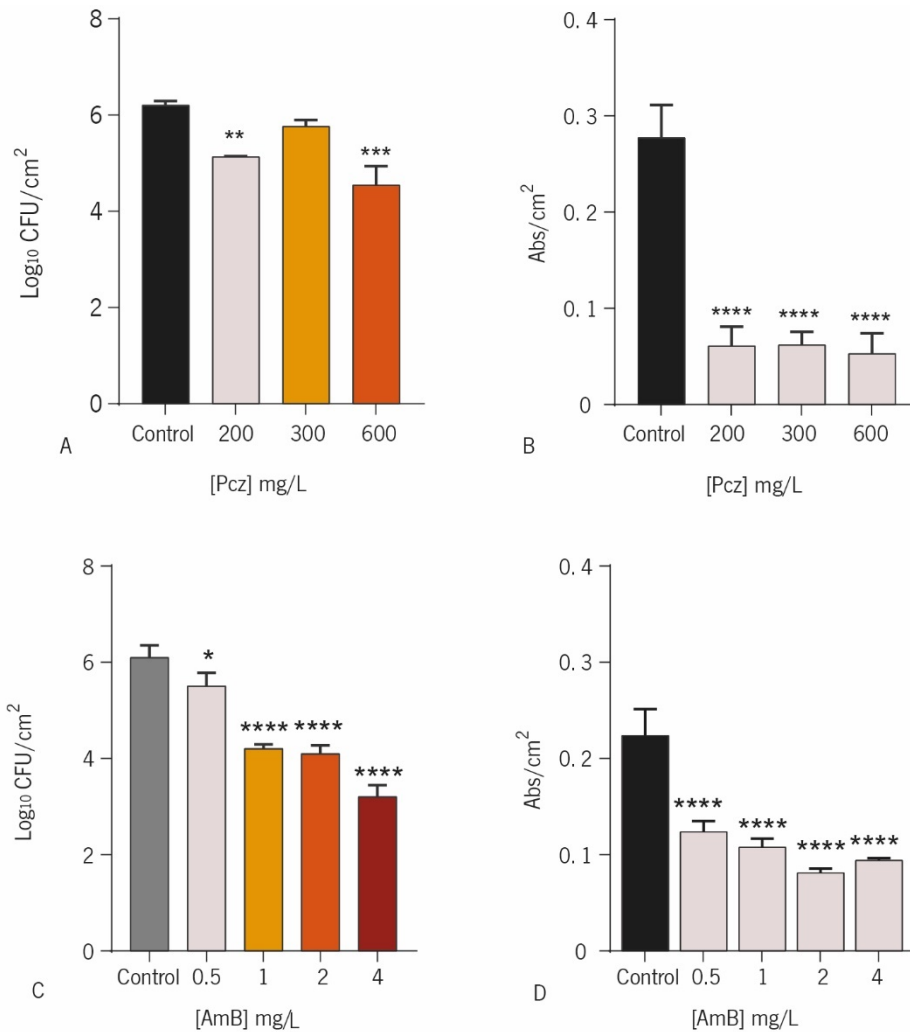 8
6
4
2
0
Log₁₀ CFU/cm²
**
***
Control 200 300 600
A
[Pcz] mg/L
0. 4
0. 3
0. 2
0. 1
0
Abs/cm²
**** **** ****
Control 200 300 600
B
[Pcz] mg/L
8
6
4
2
0
Log₁₀ CFU/cm²
*
**** ****
****
Control 0.5 1 2 4
C
[AmB] mg/L
0. 4
0. 3
0. 2
0. 1
0
Abs/cm²
****
****
**** ****
Control 0.5 1 2 4
D
[AmB] mg/L